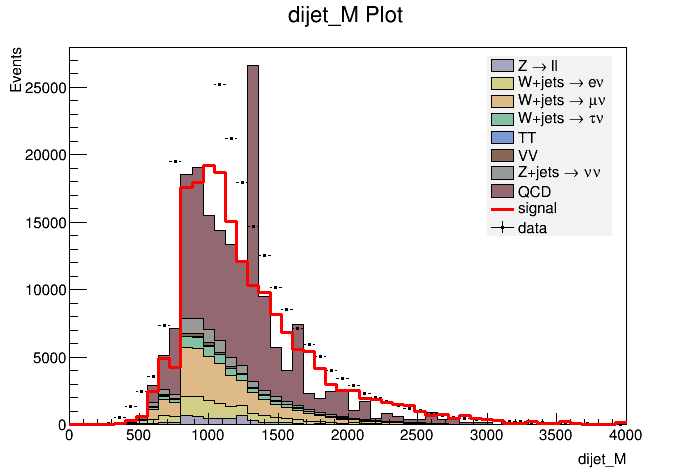 dijet_M Plot
Events
25000
20000
15000
10000
5000
0
0 500 1000 1500 2000 2500 3000 3500 4000
dijet_M
Z → ll
W+jets → eν
W+jets → μν
W+jets → τν
TT
VV
Z+jets → νν
QCD
signal
data